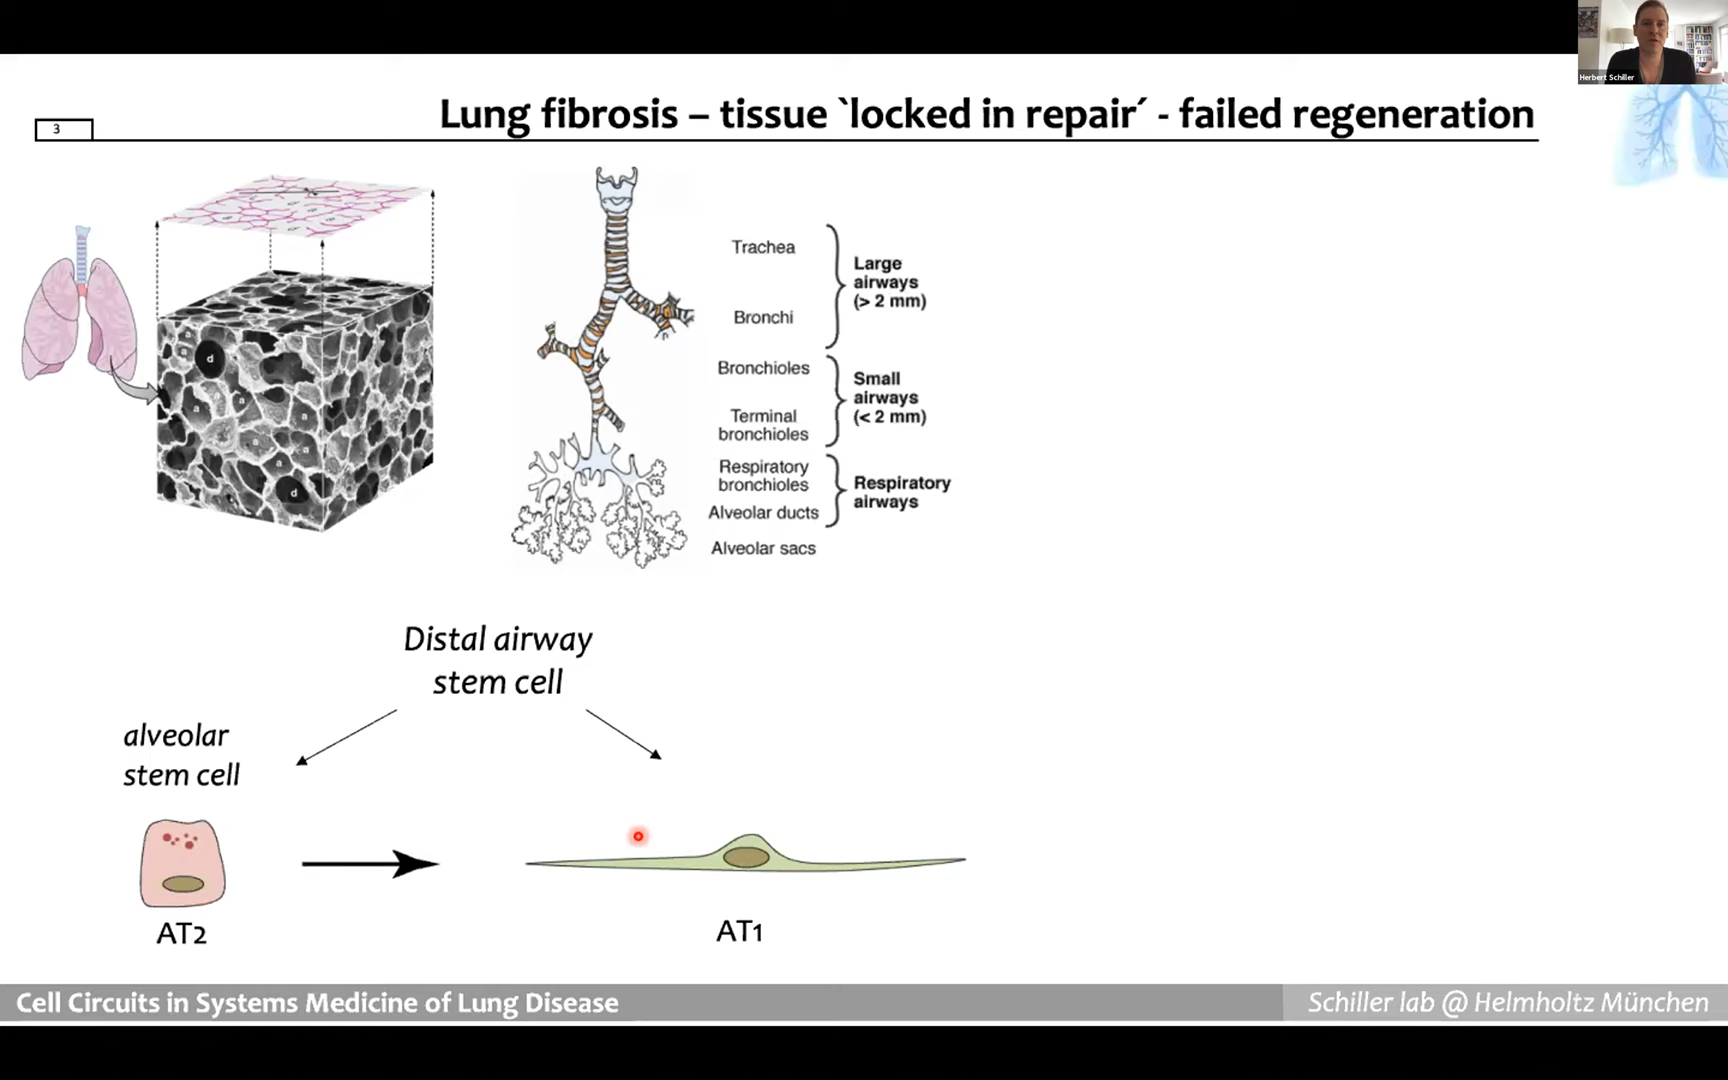 Herbert Schiller
3
Lung fibrosis – tissue `locked in repair´ - failed regeneration
d
a
a
a
a
a
a
a
d
Trachea
Bronchi
Large
airways
(> 2 mm)
Bronchioles
Terminal
bronchioles
Small
airways
(< 2 mm)
Respiratory
bronchioles
Alveolar ducts
Respiratory
airways
Alveolar sacs
Distal airway
stem cell
alveolar
stem cell
AT2
AT1
Cell Circuits in Systems Medicine of Lung Disease
Schiller lab @ Helmholtz München